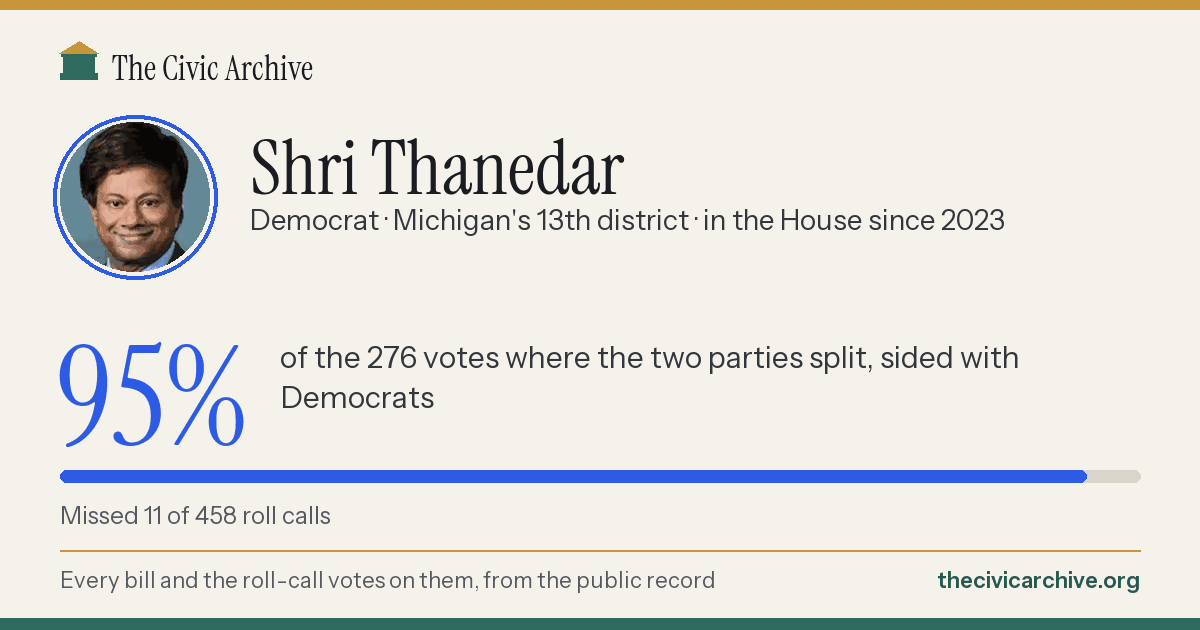 The Civic Archive
Shri Thanedar
Democrat · Michigan's 13th district · in the House since 2023
95%
of the 276 votes where the two parties split, sided with
Democrats
Missed 11 of 458 roll calls
Every bill and the roll-call votes on them, from the public record
thecivicarchive.org